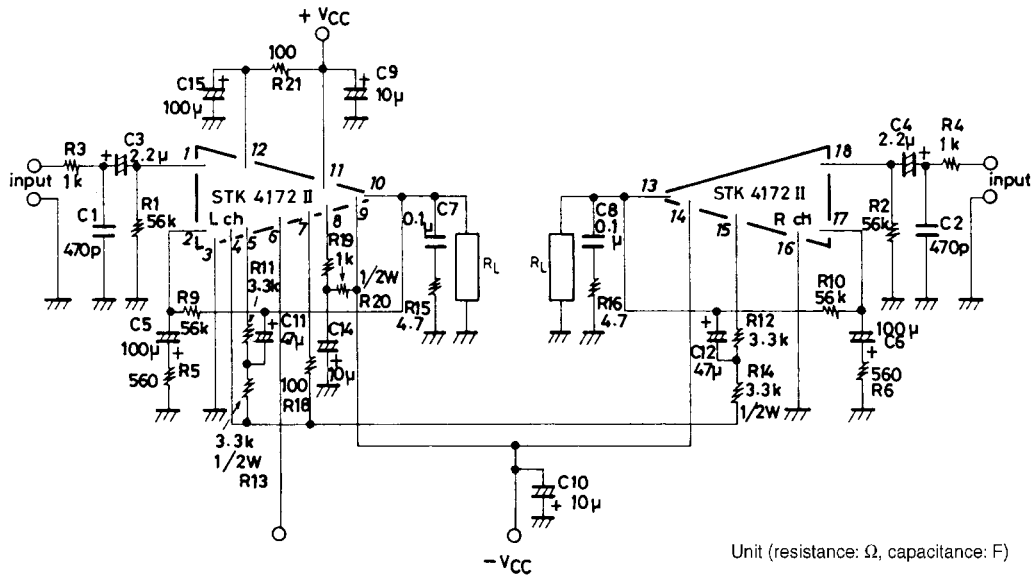 + VCC
100
R21
C15 +
100µ
+ C9
10µ
R3
1k
C3
+
2.2µ
input
C1
470p
R1
56k
1
12
11
10
STK 4172 II
L ch
2
3
4
5
6
7
8
9
R11
3.3k
R19
1k
1/2W
R20
0.1µ
C7
RL
R15
4.7
R9
56k
C5
100µ
+
R5
560
+
C11
47µ
C14
+
10µ
100
R18
3.3k
1/2W
R13
13
14
15
16
17
18
STK 4172 II
R ch
RL
C8
0.1
µ
R16
4.7
C4
2.2µ
+
R4
1k
input
R2
56k
C2
470p
R10
56k
100µ
C6
+
560
R6
+
C12
47µ
R12
3.3k
R14
3.3k
1/2W
C10
+ 10µ
-VCC
Unit (resistance: Ω, capacitance: F)